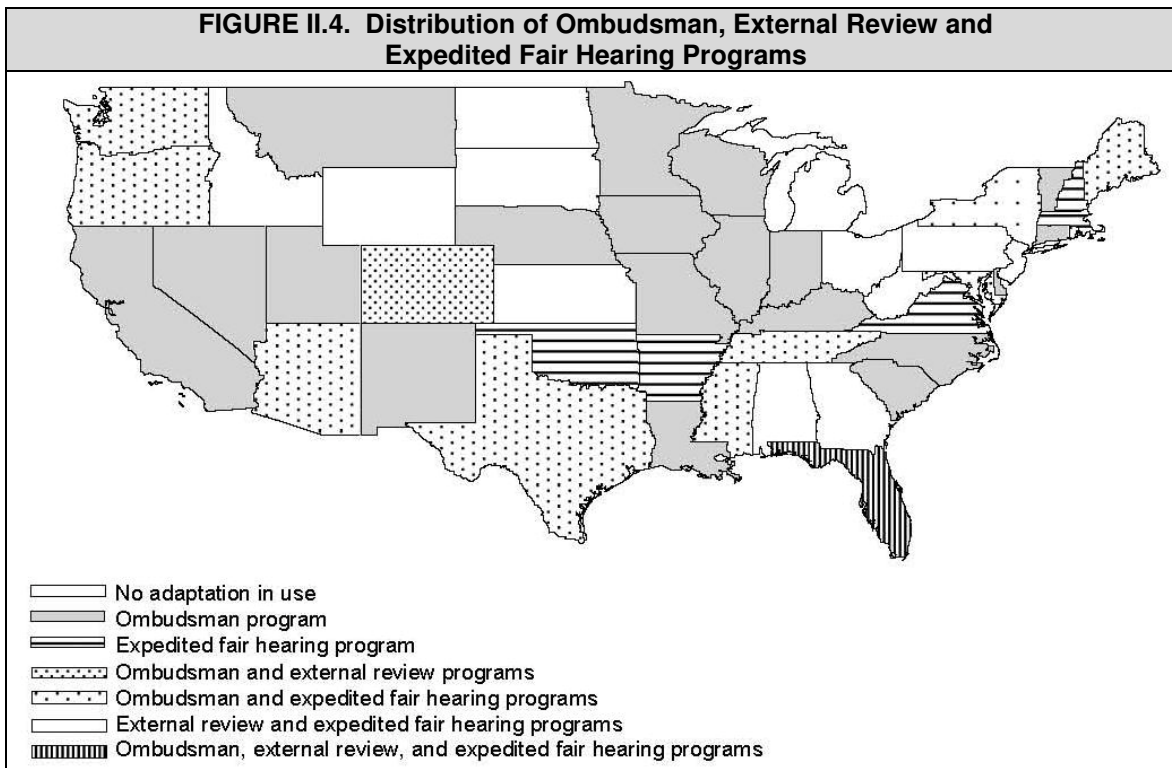 FIGURE II.4. Distribution of Ombudsman, External Review and
Expedited Fair Hearing Programs
No adaptation in use
Ombudsman program
Expedited fair hearing program
Ombudsman and external review programs
Ombudsman and expedited fair hearing programs
External review and expedited fair hearing programs
Ombudsman, external review, and expedited fair hearing programs